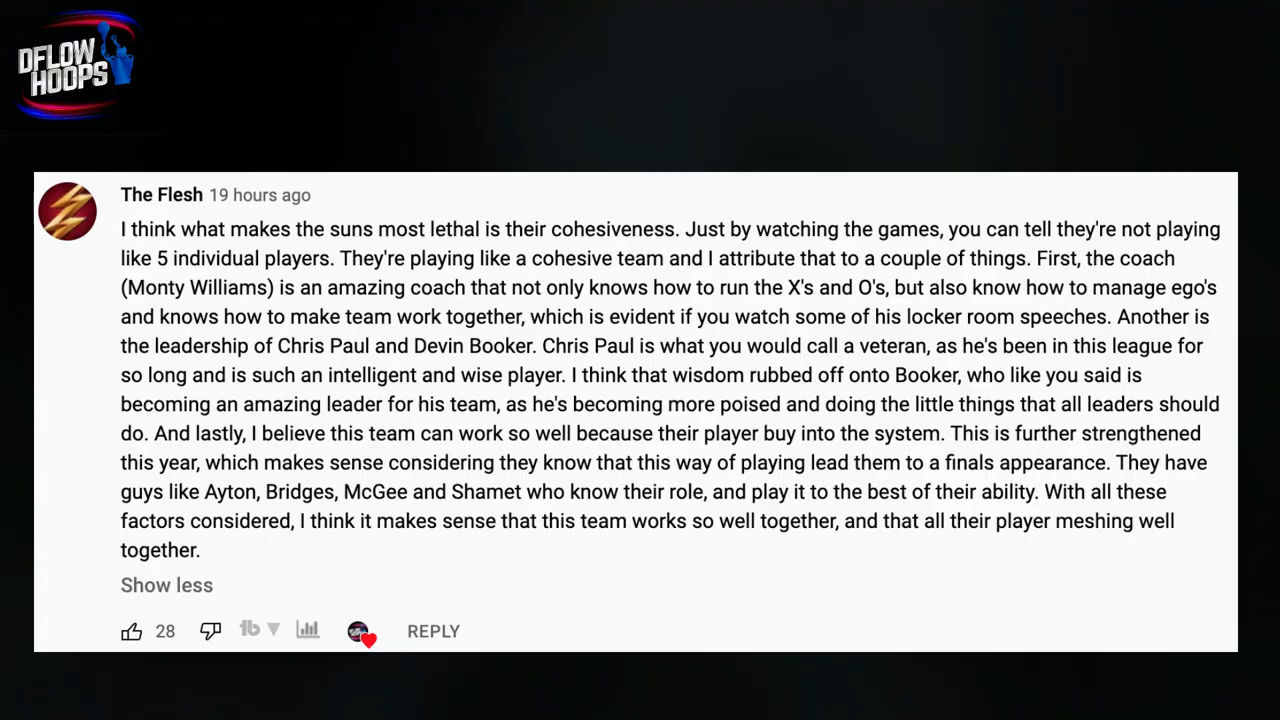 DFLOW
HOOPS
The Flesh 19 hours ago
I think what makes the suns most lethal is their cohesiveness. Just by watching the games, you can tell they're not playing
like 5 individual players. They're playing like a cohesive team and I attribute that to a couple of things. First, the coach
(Monty Williams) is an amazing coach that not only knows how to run the X's and O's, but also know how to manage ego's
and knows how to make team work together, which is evident if you watch some of his locker room speeches. Another is
the leadership of Chris Paul and Devin Booker. Chris Paul is what you would call a veteran, as he's been in this league for
so long and is such an intelligent and wise player. I think that wisdom rubbed off onto Booker, who like you said is
becoming an amazing leader for his team, as he's becoming more poised and doing the little things that all leaders should
do. And lastly, I believe this team can work so well because their player buy into the system. This is further strengthened
this year, which makes sense considering they know that this way of playing lead them to a finals appearance. They have
guys like Ayton, Bridges, McGee and Shamet who know their role, and play it to the best of their ability. With all these
factors considered, I think it makes sense that this team works so well together, and that all their player meshing well
together.
Show less
28 tb REPLY